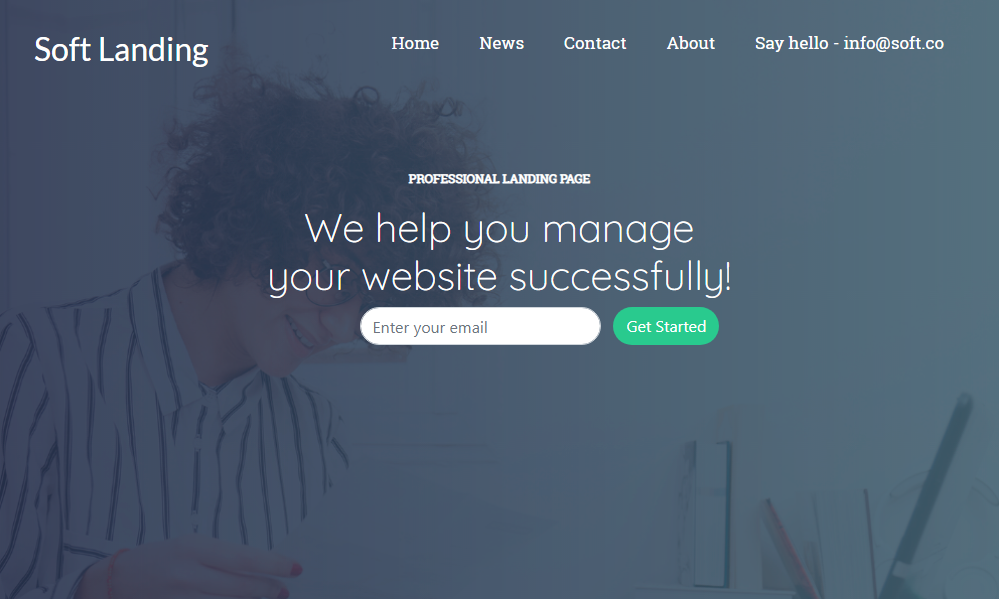 Soft Landing
Home News Contact About Say hello - info@soft.co
PROFESSIONAL LANDING PAGE
We help you manage
your website successfully!
Enter your email Get Started